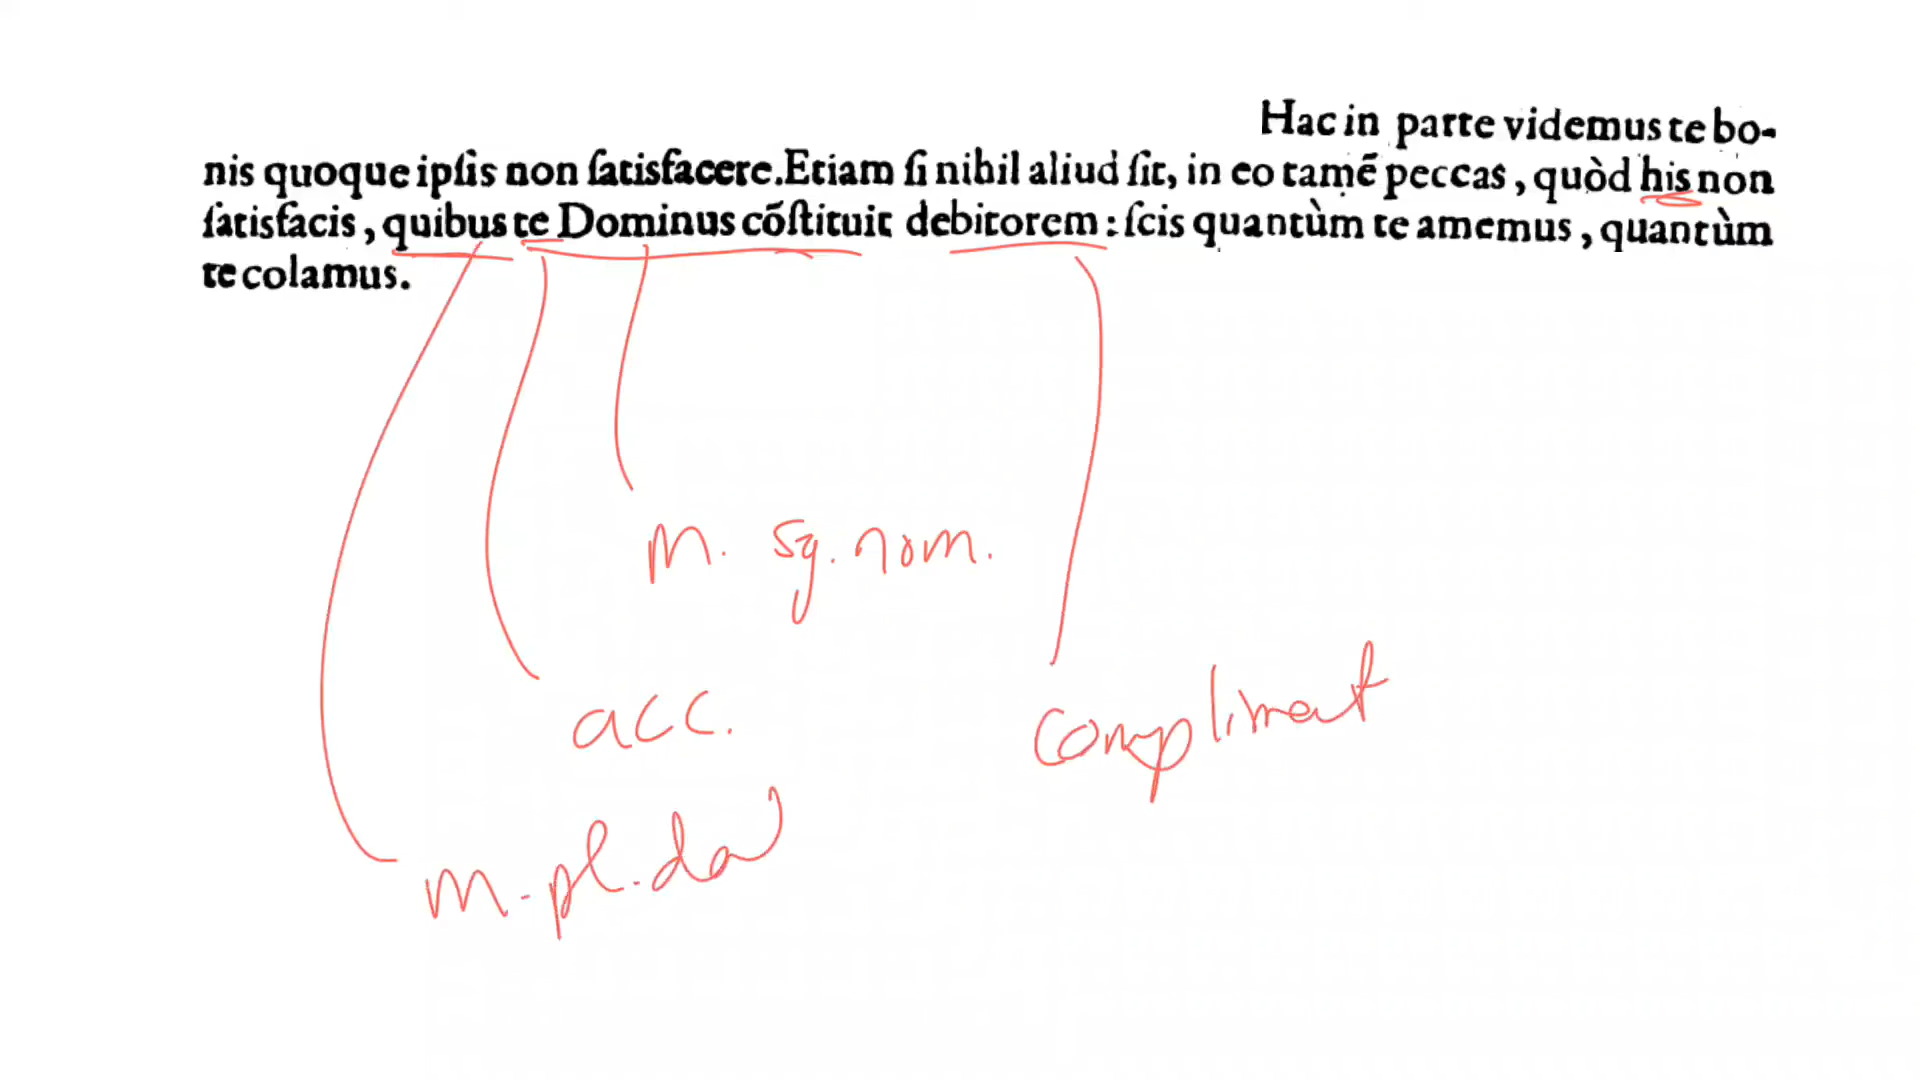 Hac in parte videmus te bo-
nis quoque ipſis non ſatisfacere. Etiam ſi nihil aliud ſit, in eo tamẽ peccas, quòd his non
ſatisfacis, quibus te Dominus cõſtituit debitorem: ſcis quantùm te amemus, quantùm
te colamus.
m. sg. nom.
acc.
compliment
m. pl. dat